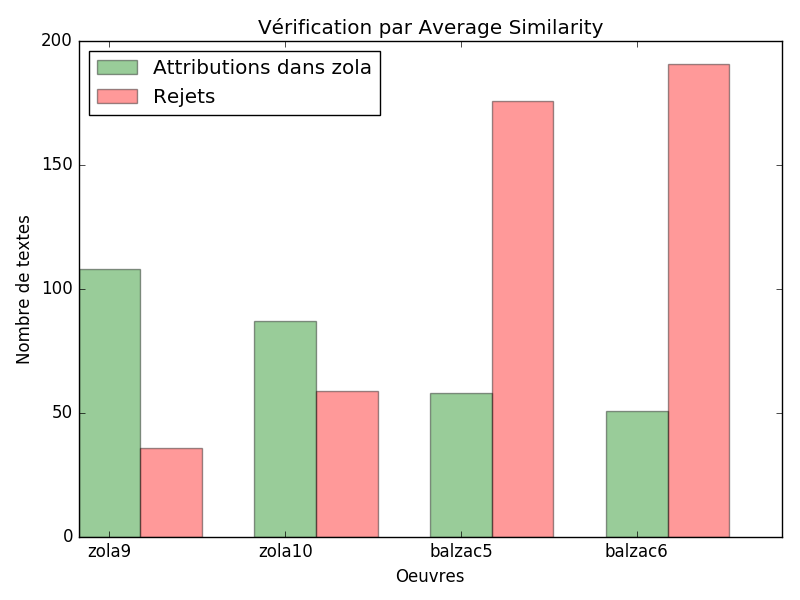 Vérification par Average Similarity
Attributions dans zola
Rejets
200
150
100
50
0
Nombre de textes
zola9
zola10
balzac5
balzac6
Oeuvres